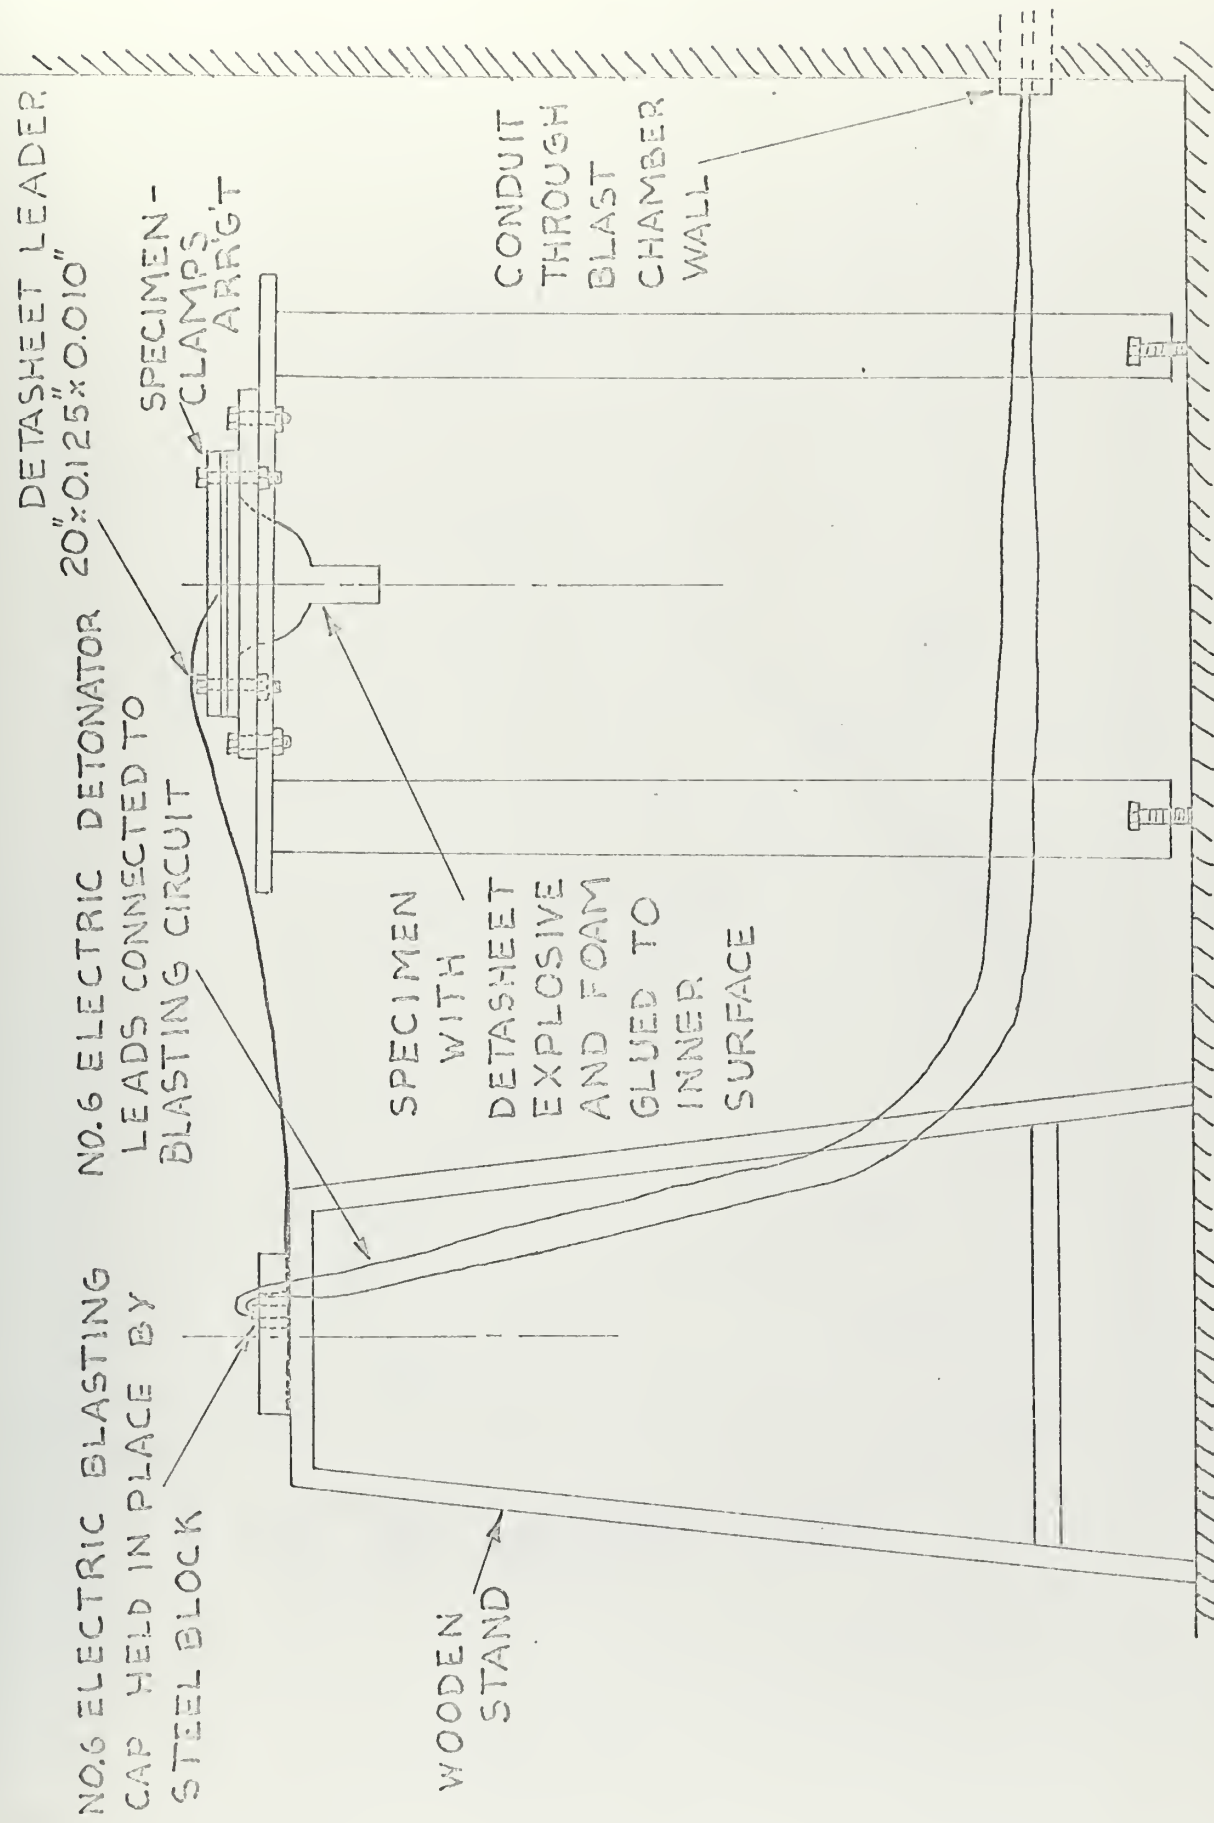 NO.6 ELECTRIC BLASTING
CAP HELD IN PLACE BY
STEEL BLOCK
NO.6 ELECTRIC DETONATOR
LEADS CONNECTED TO
BLASTING CIRCUIT
DETASHEET LEADER
20"x0.125"x0.010"
SPECIMEN-
CLAMPS
ARRG'T
SPECIMEN
WITH
DETASHEET
EXPLOSIVE
AND FOAM
GLUED TO
INNER
SURFACE
CONDUIT
THROUGH
BLAST
CHAMBER
WALL
WOODEN
STAND